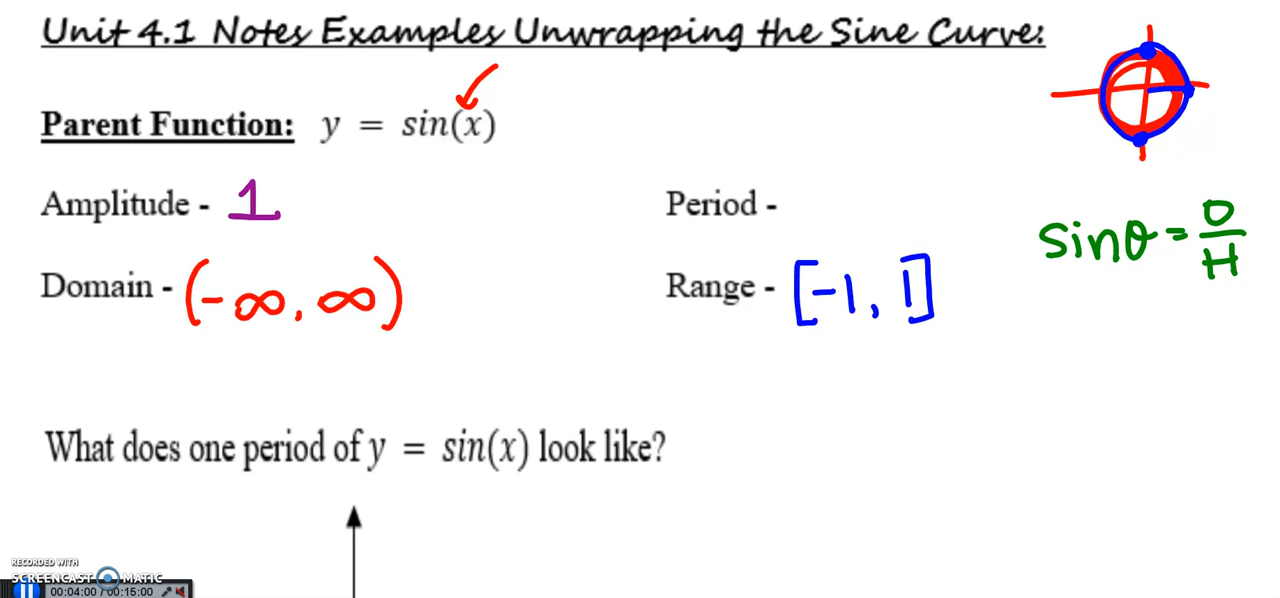 Unit 4.1 Notes Examples Unwrapping the Sine Curve:
Parent Function: y = sin(x)
Amplitude - 1
Period -
sinθ = O/H
Domain - (-∞, ∞)
Range - [-1, 1]
What does one period of y = sin(x) look like?
RECORDED WITH
SCREENCAST MATIC
00:04:00 / 00:15:00